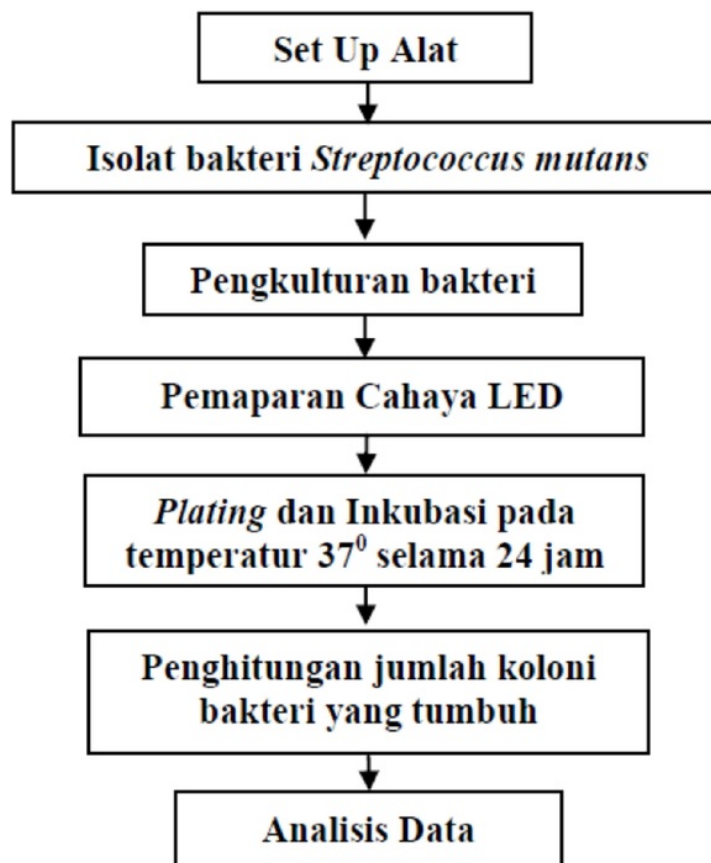 Set Up Alat
Isolat bakteri Streptococcus mutans
Pengkulturan bakteri
Pemaparan Cahaya LED
Plating dan Inkubasi pada
temperatur 37⁰ selama 24 jam
Penghitungan jumlah koloni
bakteri yang tumbuh
Analisis Data